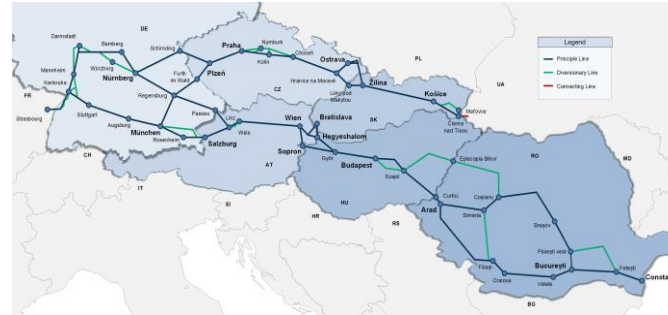 DE
Darmstadt
Bamberg
Schirnding
Praha
Nymburk
Choceň
Kolín
Mannheim
Würzburg
Nürnberg
Plzeň
Ostrava
PL
Karlsruhe
Furth im Wald
Hranice na Moravě
Žilina
FR
Regensburg
CZ
Košice
UA
Strasbourg
Stuttgart
Maťovce
Augsburg
Passau
Linz
Wien
Bratislava
SK
Čierna nad Tisou
München
Wels
Hegyeshalom
CH
Rosenheim
Salzburg
Sopron
Győr
AT
Budapest
Episcopia Bihor
RO
MD
IT
Szajol
SI
HU
Curtici
Coșlariu
HR
RS
Arad
Simeria
Brasov
Ploiești vest
Filiași
București
Fetești
Craiova
Videle
Consta
BG
Legend
Principle Line
Diversionary Line
Connecting Line